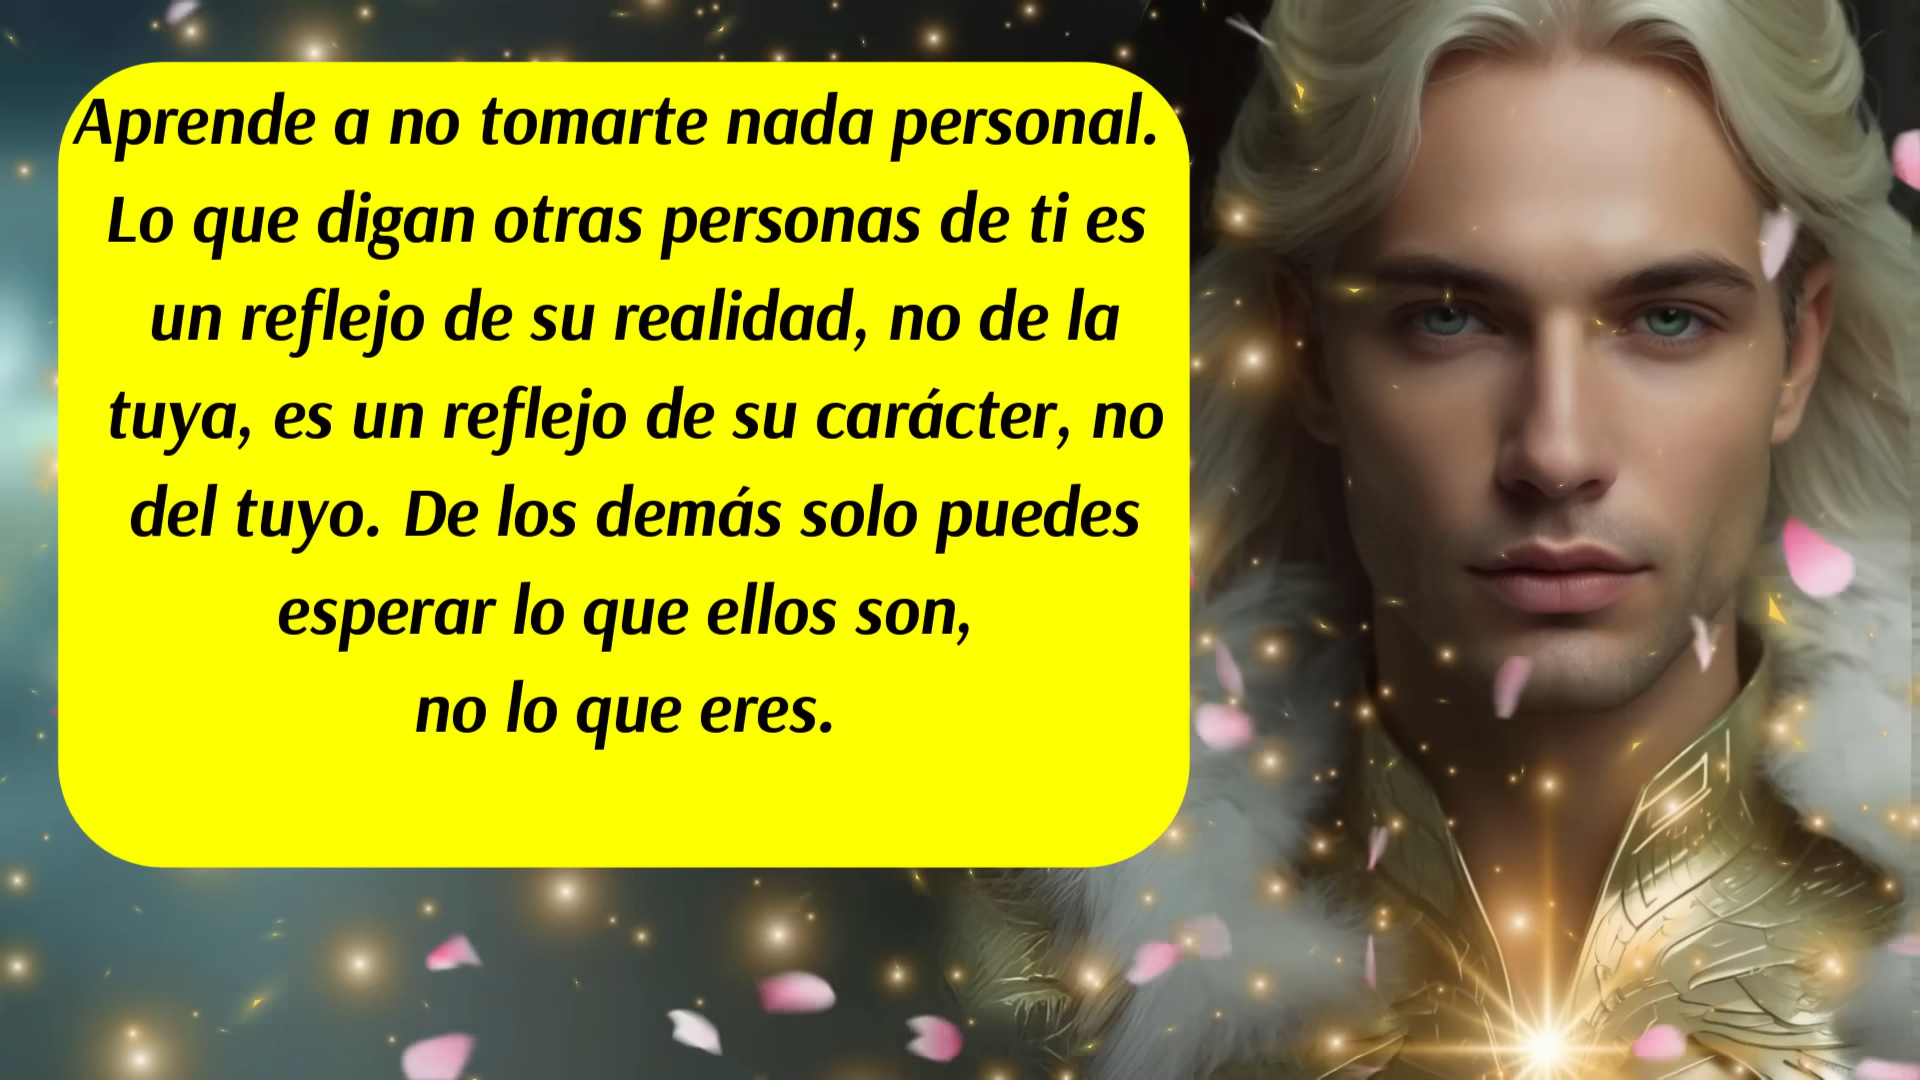 Aprende a no tomarte nada personal.
Lo que digan otras personas de ti es
un reflejo de su realidad, no de la
tuya, es un reflejo de su carácter, no
del tuyo. De los demás solo puedes
esperar lo que ellos son,
no lo que eres.